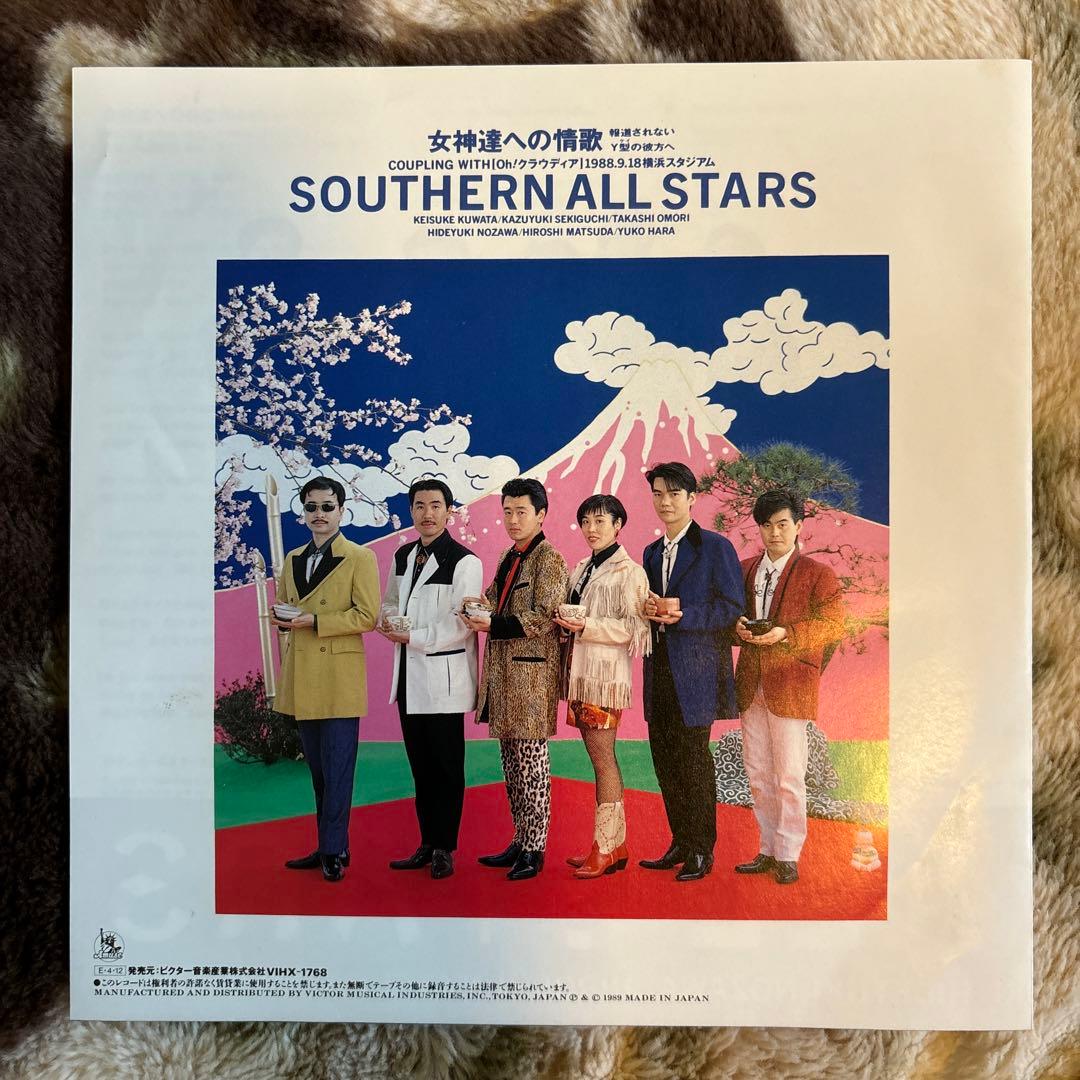 女神達への情歌 報道されない
Y型の彼方へ
COUPLING WITH [Oh!クラウディア] 1988.9.18横浜スタジアム
SOUTHERN ALL STARS
KEISUKE KUWATA/KAZUYUKI SEKIGUCHI/TAKASHI OMORI
HIDEYUKI NOZAWA/HIROSHI MATSUDA/YUKO HARA
E・4・12 発売元:ビクター音楽産業株式会社 VIHX-1768
●このレコードは権利者の許諾なく賃貸業に使用することを禁じます。また無断でテープその他に録音することは法律で禁じられています。
MANUFACTURED AND DISTRIBUTED BY VICTOR MUSICAL INDUSTRIES, INC., TOKYO, JAPAN ℗ & © 1989 MADE IN JAPAN